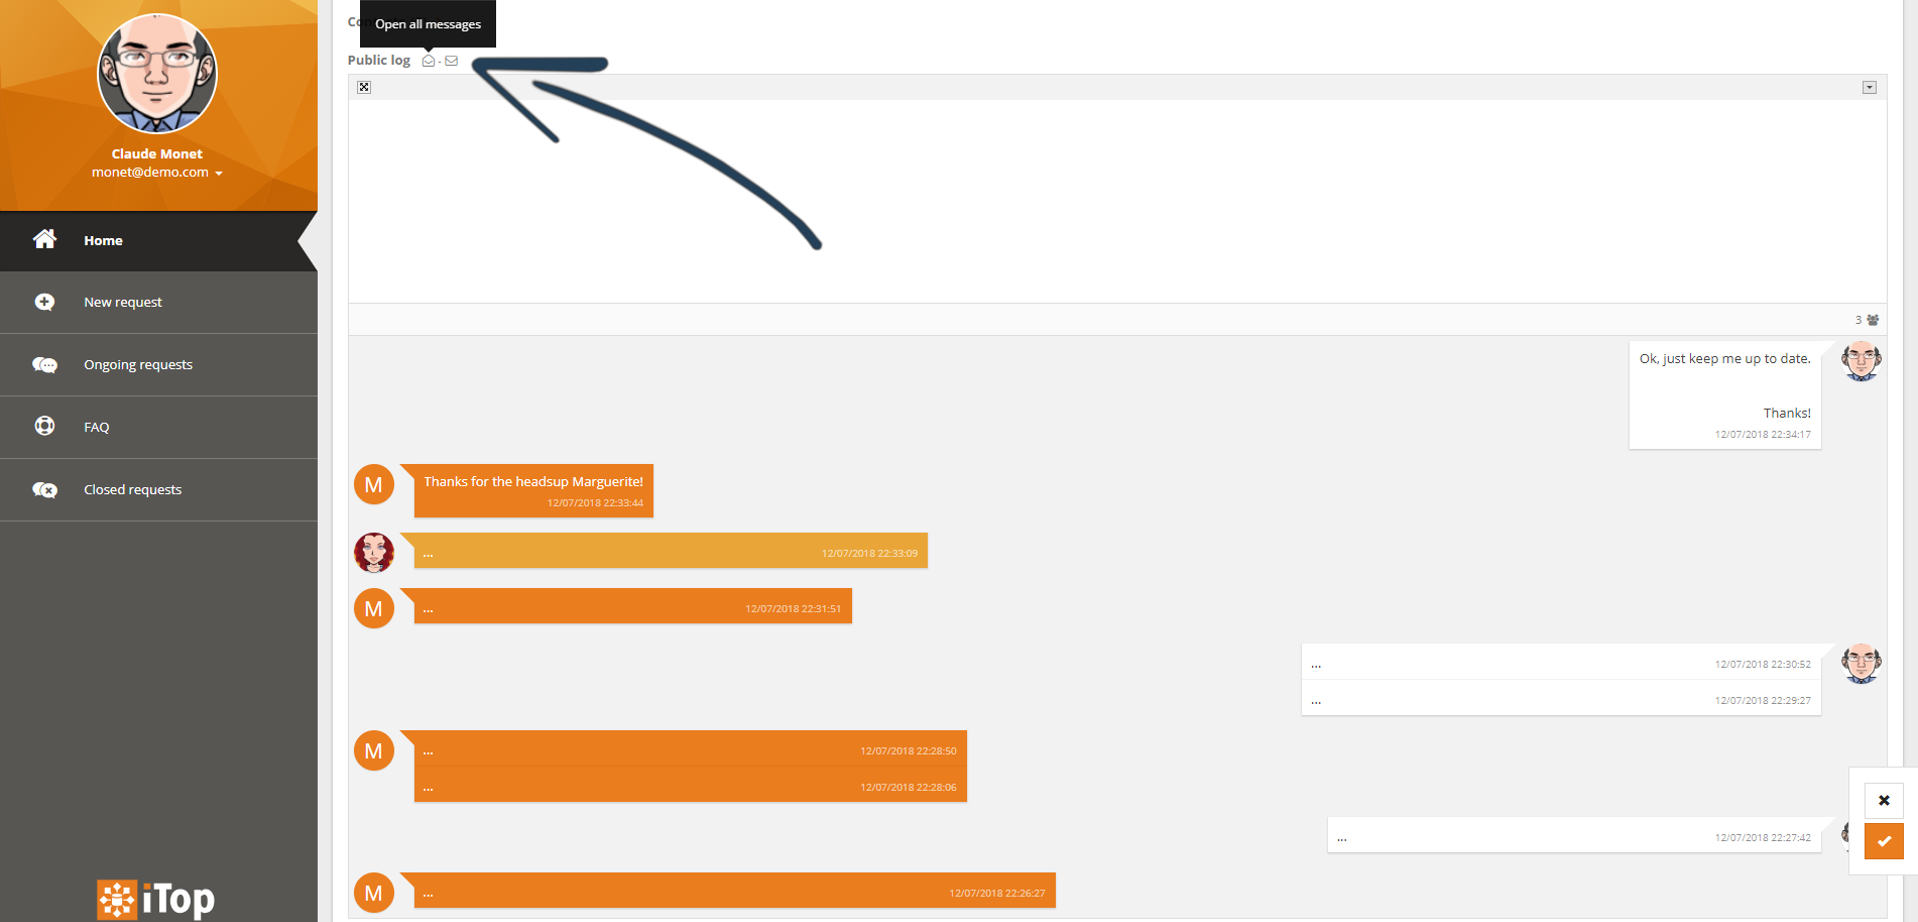 Claude Monet
monet@demo.com
Home
New request
Ongoing requests
FAQ
Closed requests
iTop
Open all messages
Public log -
3
Ok, just keep me up to date.
Thanks!
12/07/2018 22:34:17
M
Thanks for the headsup Marguerite!
12/07/2018 22:33:44
... 12/07/2018 22:33:09
M
... 12/07/2018 22:31:51
... 12/07/2018 22:30:52
... 12/07/2018 22:29:27
M
... 12/07/2018 22:28:50
... 12/07/2018 22:28:06
... 12/07/2018 22:27:42
M
... 12/07/2018 22:26:27